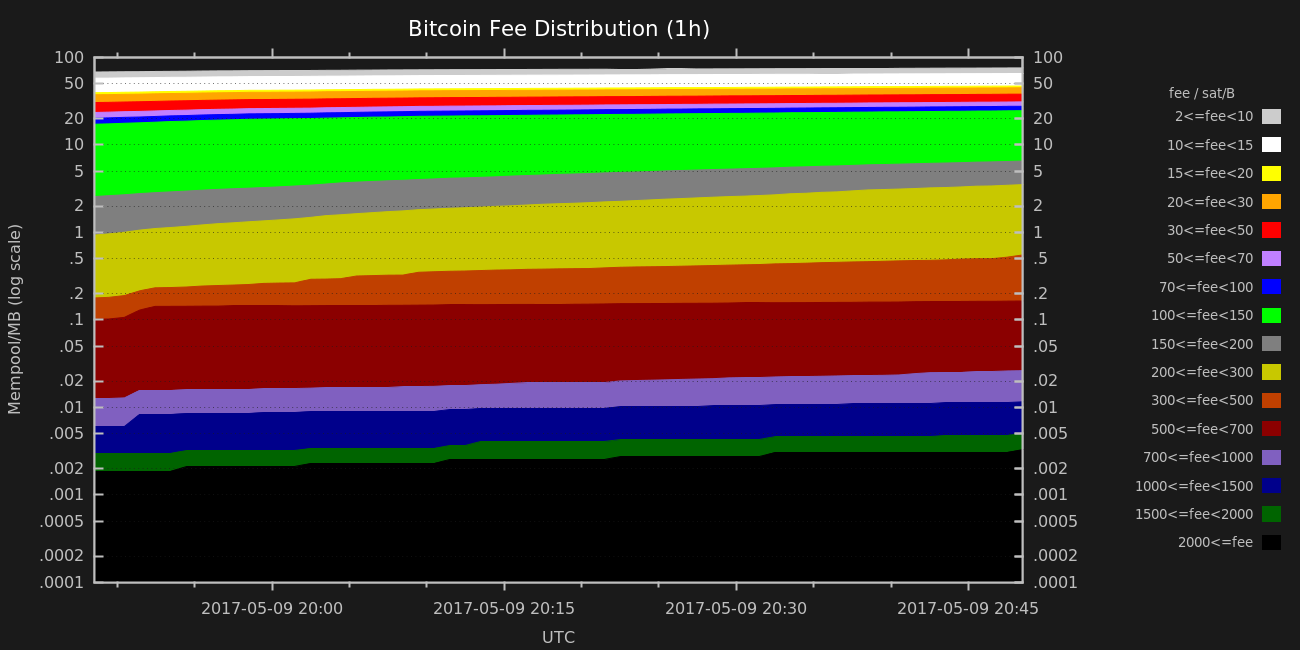 Bitcoin Fee Distribution (1h)
Mempool/MB (log scale)
100
50
20
10
5
2
1
.5
.2
.1
.05
.02
.01
.005
.002
.001
.0005
.0002
.0001
100
50
20
10
5
2
1
.5
.2
.1
.05
.02
.01
.005
.002
.001
.0005
.0002
.0001
2017-05-09 20:00 2017-05-09 20:15 2017-05-09 20:30 2017-05-09 20:45
UTC
fee / sat/B
2<=fee<10
10<=fee<15
15<=fee<20
20<=fee<30
30<=fee<50
50<=fee<70
70<=fee<100
100<=fee<150
150<=fee<200
200<=fee<300
300<=fee<500
500<=fee<700
700<=fee<1000
1000<=fee<1500
1500<=fee<2000
2000<=fee